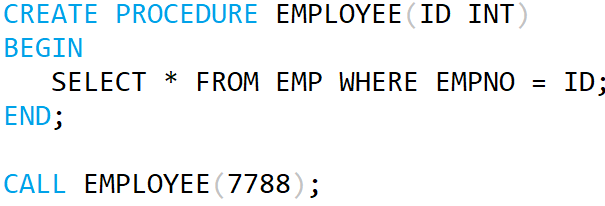 CREATE PROCEDURE EMPLOYEE(ID INT)
BEGIN
   SELECT * FROM EMP WHERE EMPNO = ID;
END;

CALL EMPLOYEE(7788);